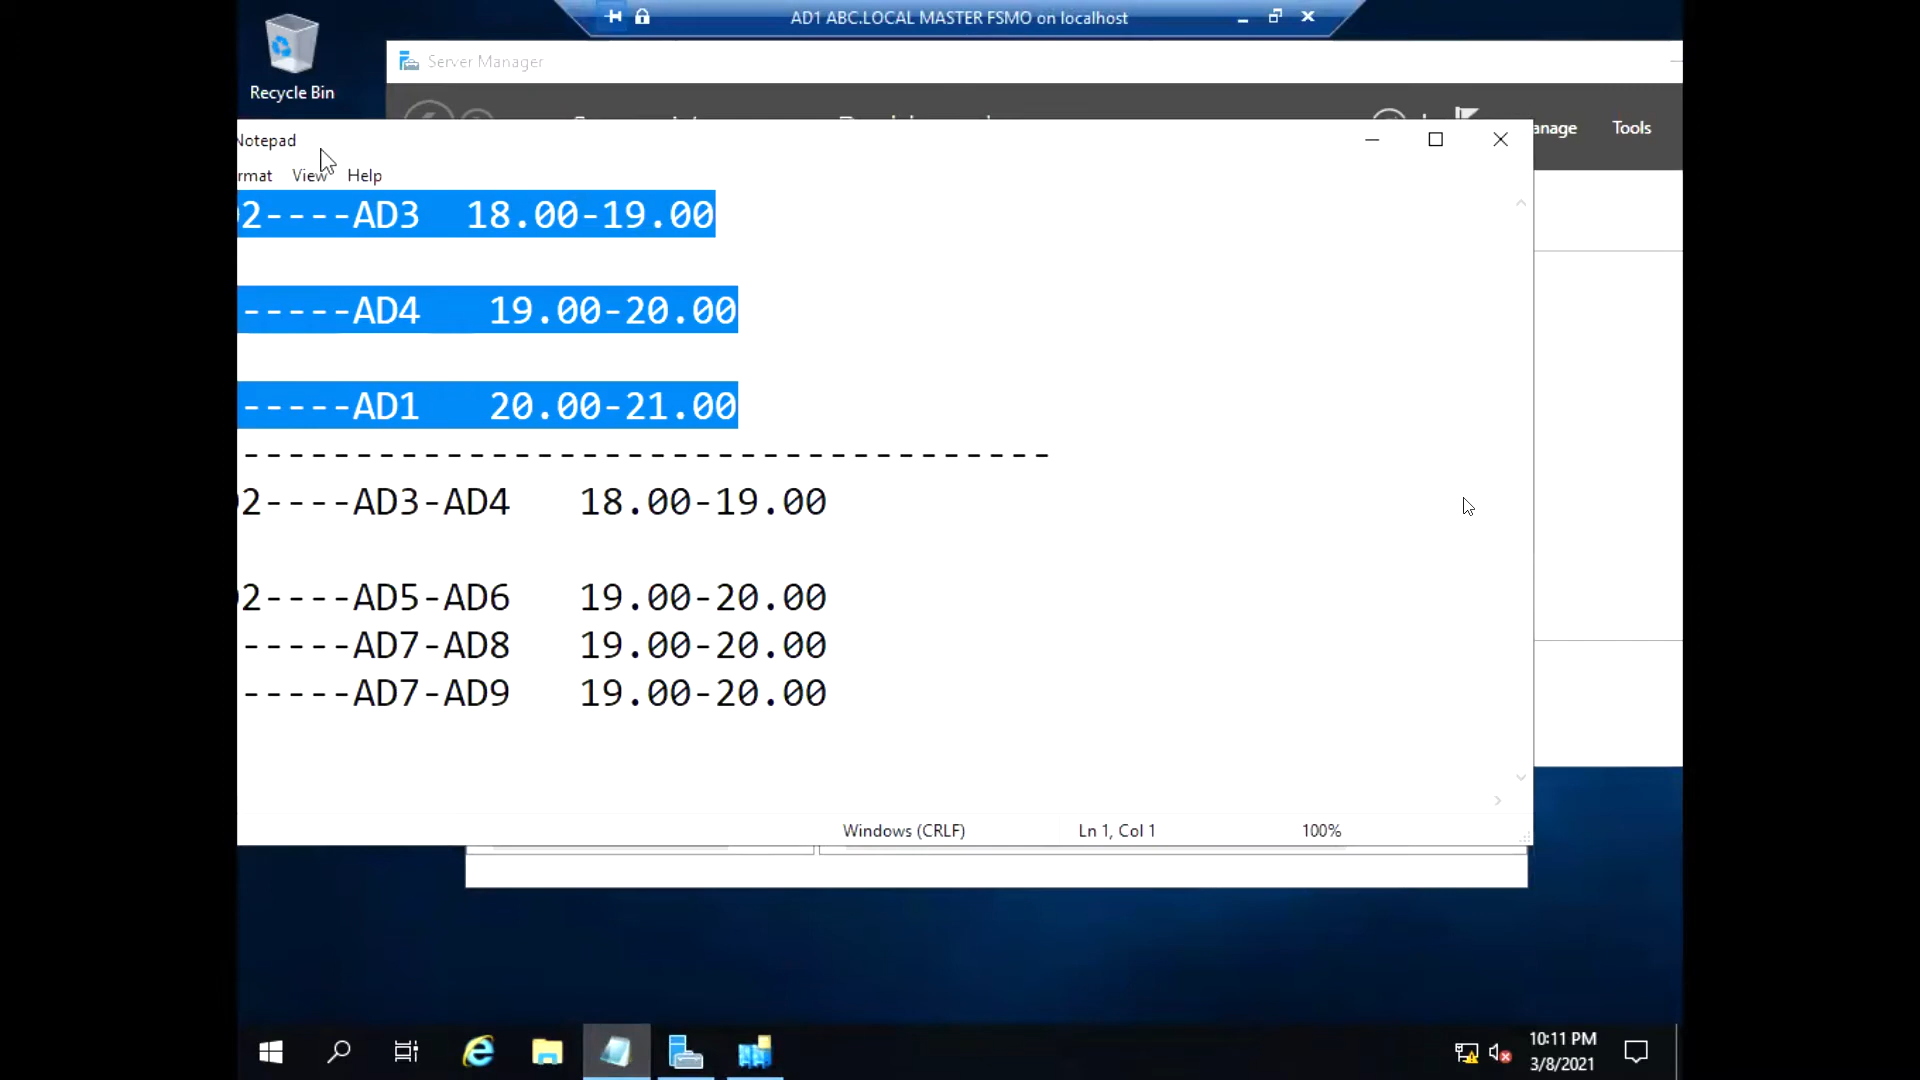 AD1 ABC.LOCAL MASTER FSMO on localhost
Recycle Bin
Server Manager
Tools
Notepad
View Help
2----AD3  18.00-19.00
-----AD4   19.00-20.00
-----AD1   20.00-21.00
------------------------------------
2----AD3-AD4   18.00-19.00
2----AD5-AD6   19.00-20.00
-----AD7-AD8   19.00-20.00
-----AD7-AD9   19.00-20.00
Windows (CRLF) Ln 1, Col 1 100%
10:11 PM
3/8/2021